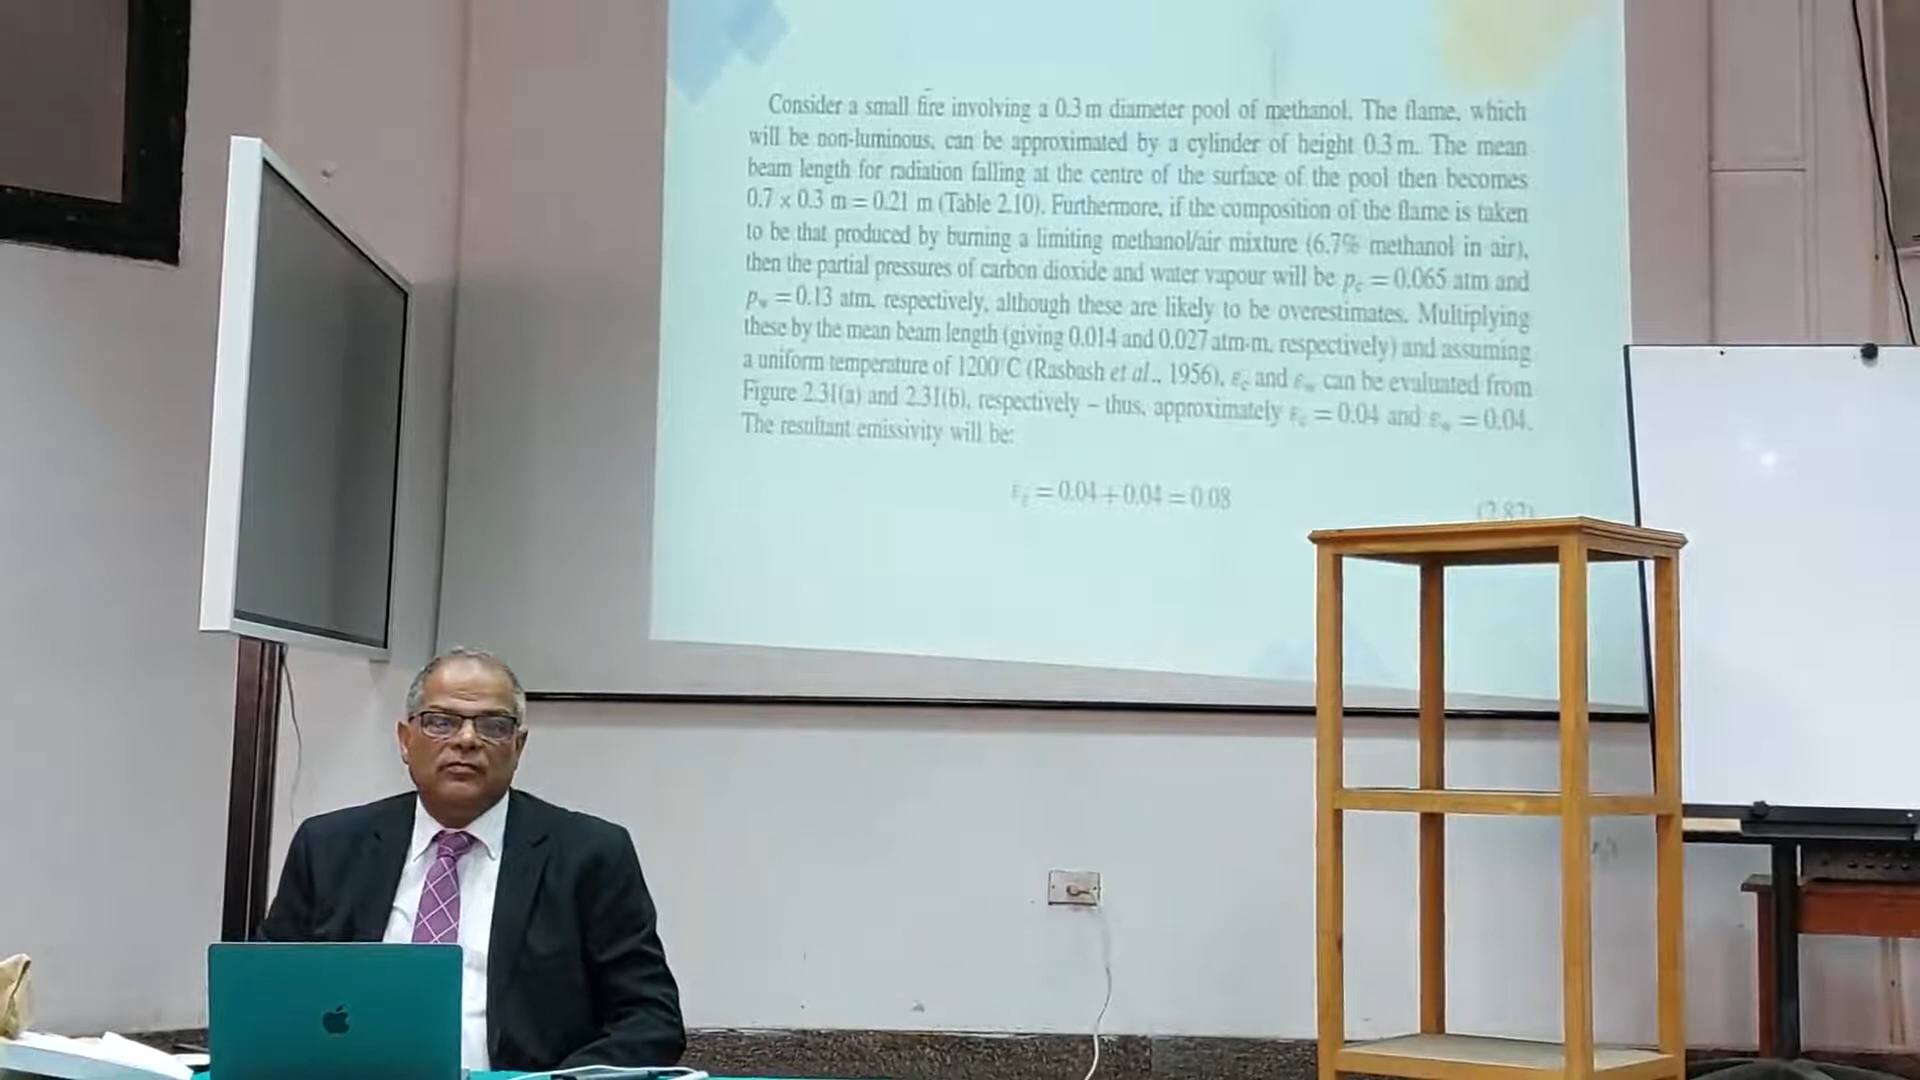 Consider a small fire involving a 0.3 m diameter pool of methanol. The flame, which
will be non-luminous, can be approximated by a cylinder of height 0.3 m. The mean
beam length for radiation falling at the centre of the surface of the pool then becomes
0.7 × 0.3 m = 0.21 m (Table 2.10). Furthermore, if the composition of the flame is taken
to be that produced by burning a limiting methanol/air mixture (6.7% methanol in air),
then the partial pressures of carbon dioxide and water vapour will be p_c = 0.065 atm and
p_w = 0.13 atm, respectively, although these are likely to be overestimates. Multiplying
these by the mean beam length (giving 0.014 and 0.027 atm·m, respectively) and assuming
a uniform temperature of 1200°C (Rasbash et al., 1956), ε_c and ε_w can be evaluated from
Figure 2.31(a) and 2.31(b), respectively – thus, approximately ε_c = 0.04 and ε_w = 0.04.
The resultant emissivity will be:
ε_g = 0.04 + 0.04 = 0.08